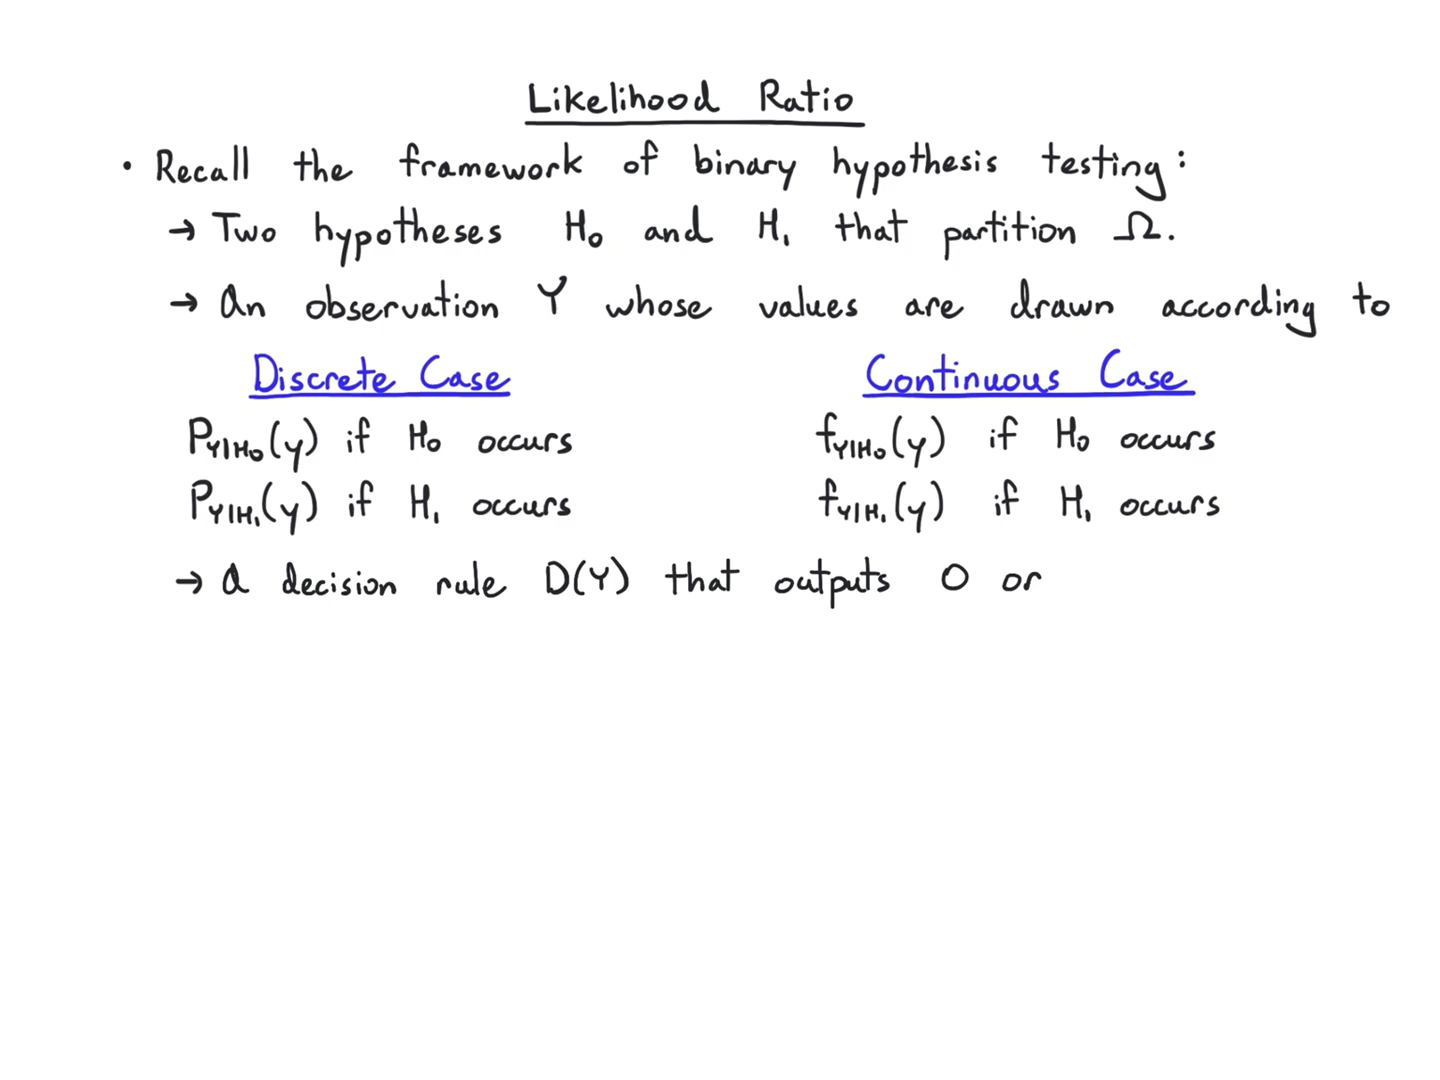 Likelihood Ratio
• Recall the framework of binary hypothesis testing:
→ Two hypotheses H₀ and H₁ that partition Ω.
→ An observation Y whose values are drawn according to
Discrete Case Continuous Case
P_{Y|H₀}(y) if H₀ occurs f_{Y|H₀}(y) if H₀ occurs
P_{Y|H₁}(y) if H₁ occurs f_{Y|H₁}(y) if H₁ occurs
→ A decision rule D(Y) that outputs 0 or